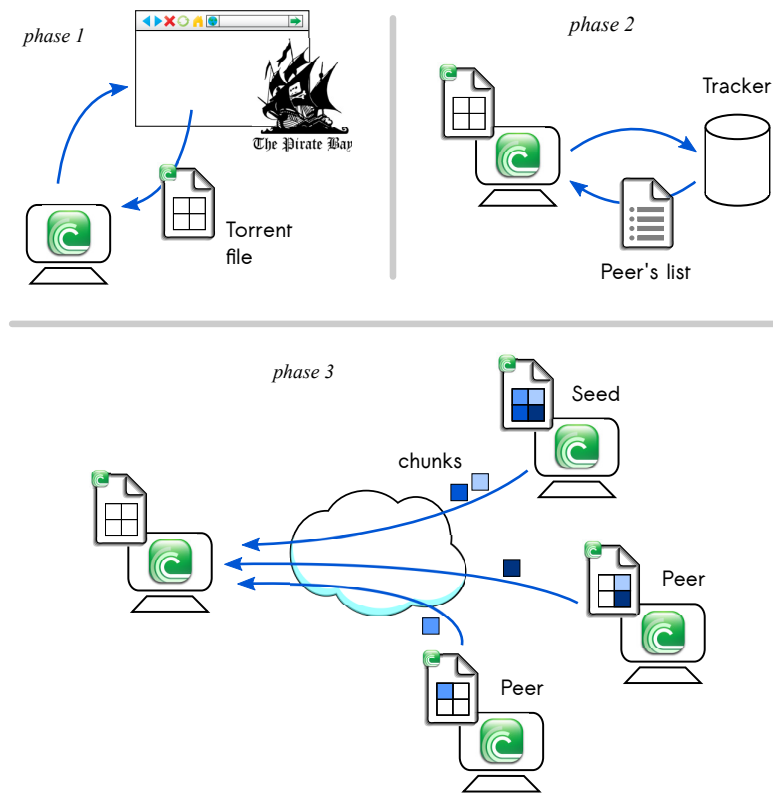 phase 1
The Pirate Bay
Torrent
file
phase 2
Tracker
Peer's list
phase 3
Seed
chunks
Peer
Peer